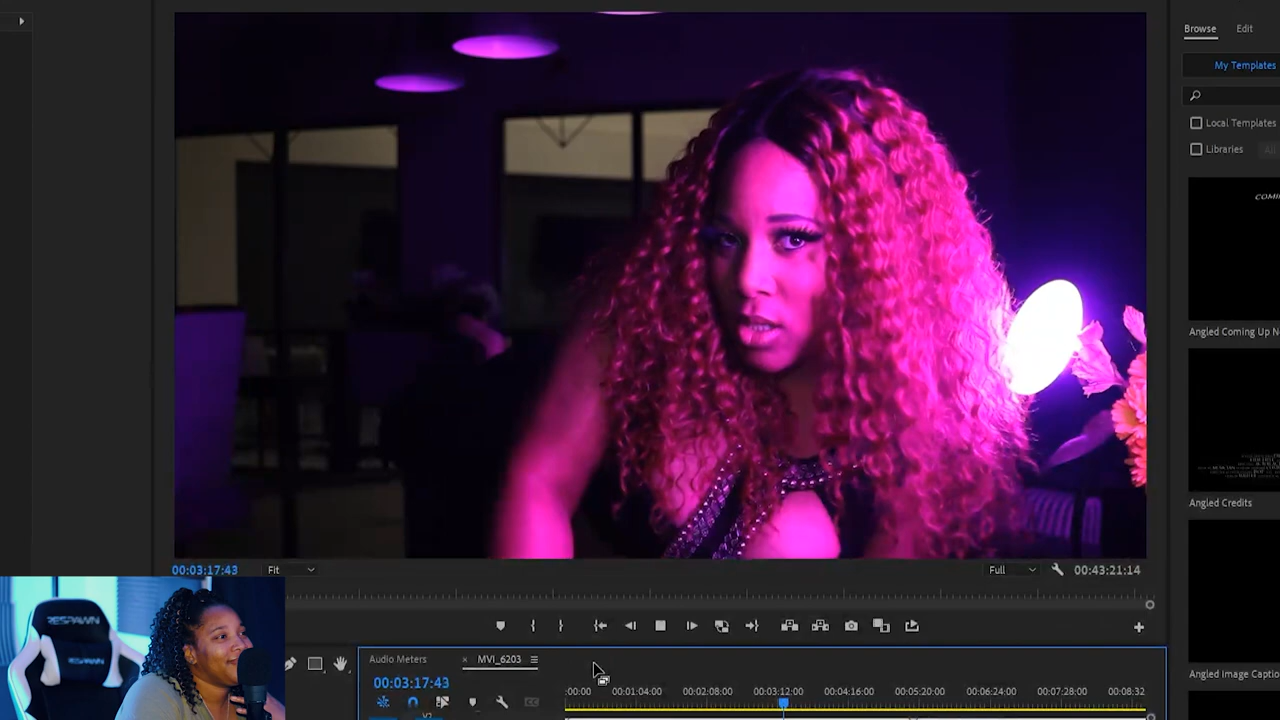 Browse Edit
My Templates
Local Templates
Libraries
Angled Coming Up N
Angled Credits
Angled Image Captio
00:03:17:43 Fit Full 00:43:21:14
RESPAWN
RESPAWN
Audio Meters × MVI_6203
00:03:17:43
:00:00 00:01:04:00 00:02:08:00 00:03:12:00 00:04:16:00 00:05:20:00 00:06:24:00 00:07:28:00 00:08:32